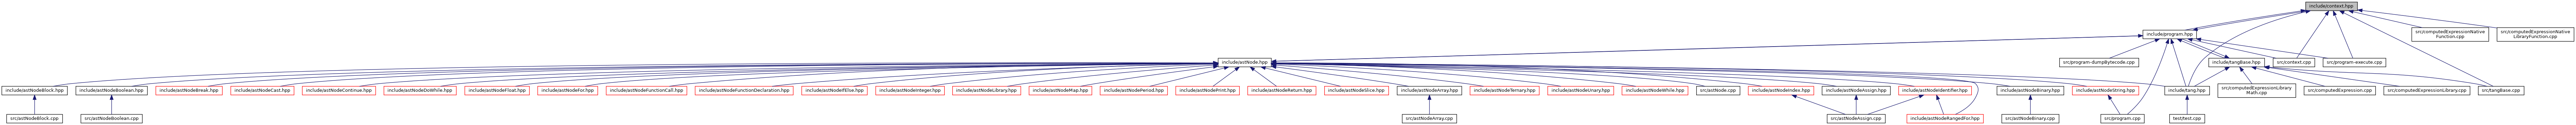 include/context.hpp
include/program.hpp
src/computedExpressionNative
Function.cpp
src/computedExpressionNative
LibraryFunction.cpp
include/astNode.hpp
src/program-dumpBytecode.cpp
include/tangBase.hpp
src/context.cpp
src/program-execute.cpp
include/astNodeBlock.hpp
include/astNodeBoolean.hpp
include/astNodeBreak.hpp
include/astNodeCast.hpp
include/astNodeContinue.hpp
include/astNodeDoWhile.hpp
include/astNodeFloat.hpp
include/astNodeFor.hpp
include/astNodeFunctionCall.hpp
include/astNodeFunctionDeclaration.hpp
include/astNodeIfElse.hpp
include/astNodeInteger.hpp
include/astNodeLibrary.hpp
include/astNodeMap.hpp
include/astNodePeriod.hpp
include/astNodePrint.hpp
include/astNodeReturn.hpp
include/astNodeSlice.hpp
include/astNodeArray.hpp
include/astNodeTernary.hpp
include/astNodeUnary.hpp
include/astNodeWhile.hpp
src/astNode.cpp
include/astNodeIndex.hpp
include/astNodeAssign.hpp
include/astNodeIdentifier.hpp
include/astNodeBinary.hpp
include/astNodeString.hpp
include/tang.hpp
src/computedExpressionLibrary
Math.cpp
src/computedExpression.cpp
src/computedExpressionLibrary.cpp
src/tangBase.cpp
src/astNodeBlock.cpp
src/astNodeBoolean.cpp
src/astNodeArray.cpp
src/astNodeAssign.cpp
include/astNodeRangedFor.hpp
src/astNodeBinary.cpp
src/program.cpp
test/test.cpp